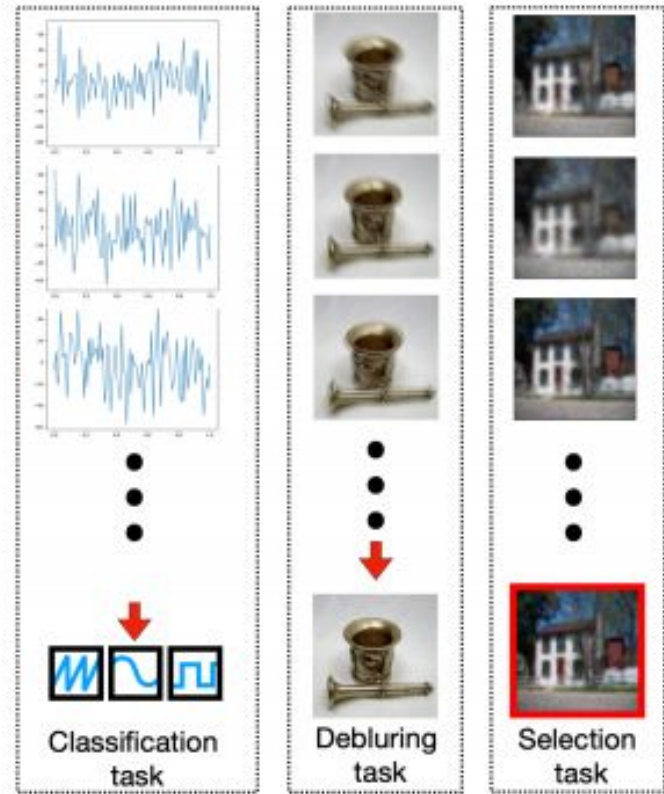 Classification
task
Debluring
task
Selection
task